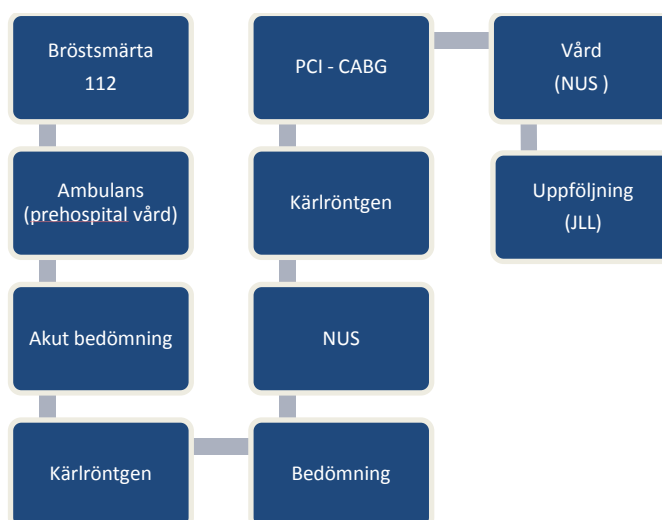 Bröstsmärta
112
Ambulans
(prehospital vård)
Akut bedömning
Kärlröntgen
Bedömning
NUS
Kärlröntgen
PCI - CABG
Vård
(NUS )
Uppföljning
(JLL)